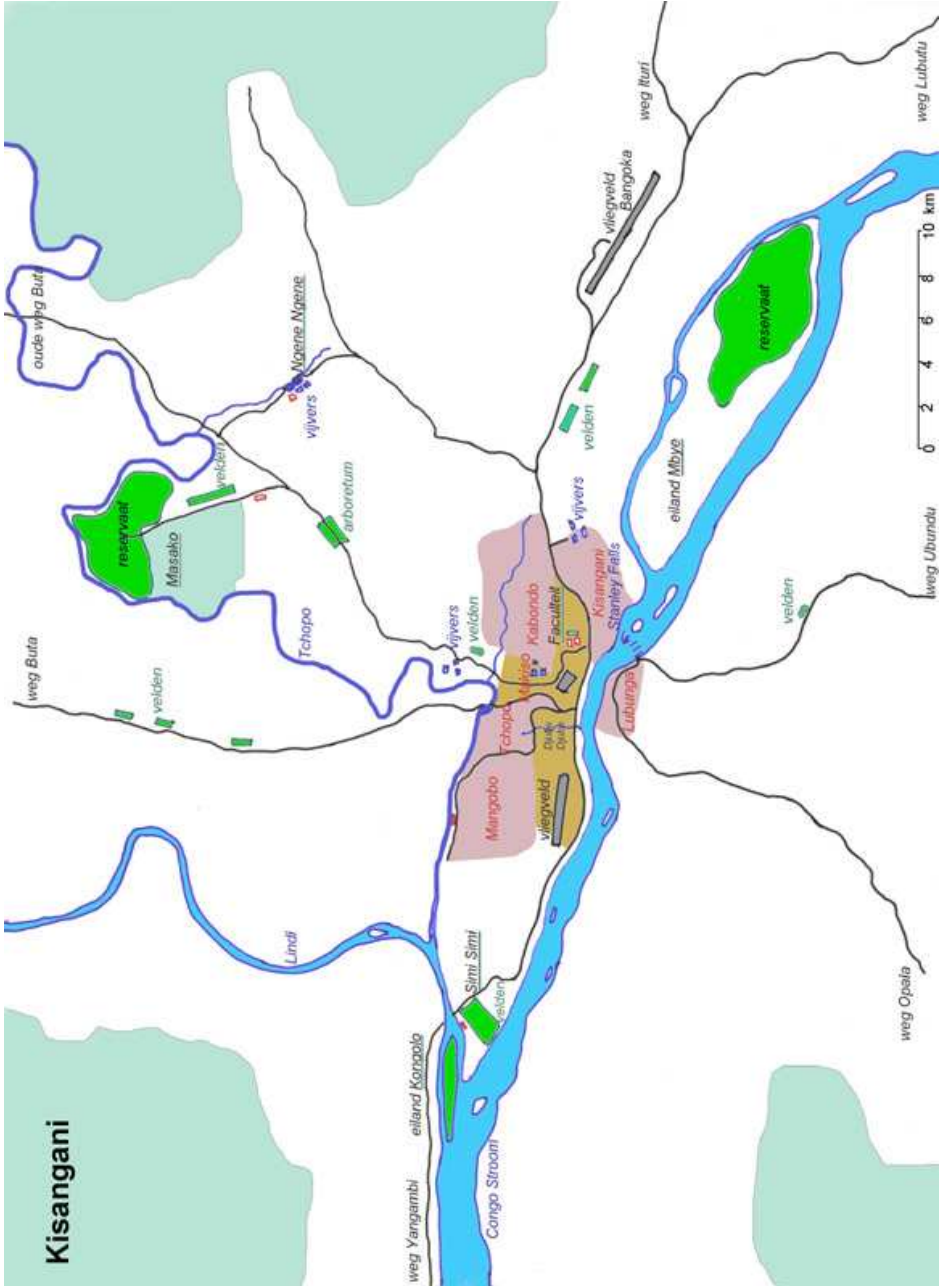 Kisangani
weg Yangambi
eiland Kongolo
Congo Stroom
Simi Simi
velden
Lindi
weg Opala
weg Buta
velden
Mangobo
vliegveld
Tchopo
Djubu
Djubu
Kabondo
Faculteit
Kisangani
Stanley Falls
Lubunga
vijvers
velden
vijvers
Tchopo
Masako
reservaat
velden
arboretum
oude weg Buta
Ngene Ngene
vijvers
velden
vliegveld
Bangoka
weg Ituri
weg Lubutu
eiland Mbye
reservaat
velden
weg Ubundu
0 2 4 6 8 10 km